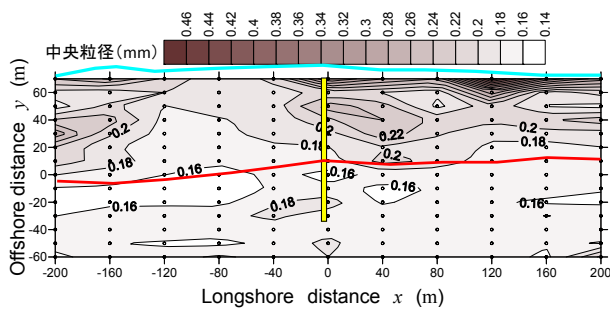 0.46 0.44 0.42 0.4 0.38 0.36 0.34 0.32 0.3 0.28 0.26 0.24 0.22 0.2 0.18 0.16 0.14
中央粒径(mm)
Offshore distance y (m)
60
40
20
0
-20
-40
-60
0.2 0.2 0.22 0.2
0.18 0.18 0.2 0.18
0.16 0.16 0.16 0.16
0.16 0.18 0.16
-200 -160 -120 -80 -40 0 40 80 120 160 200
Longshore distance x (m)